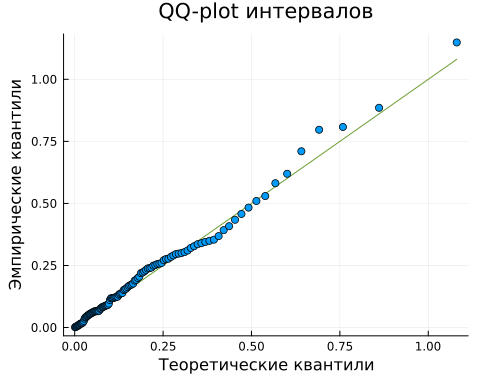 QQ-plot интервалов
Эмпирические квантили
1.00
0.75
0.50
0.25
0.00
0.00 0.25 0.50 0.75 1.00
Теоретические квантили